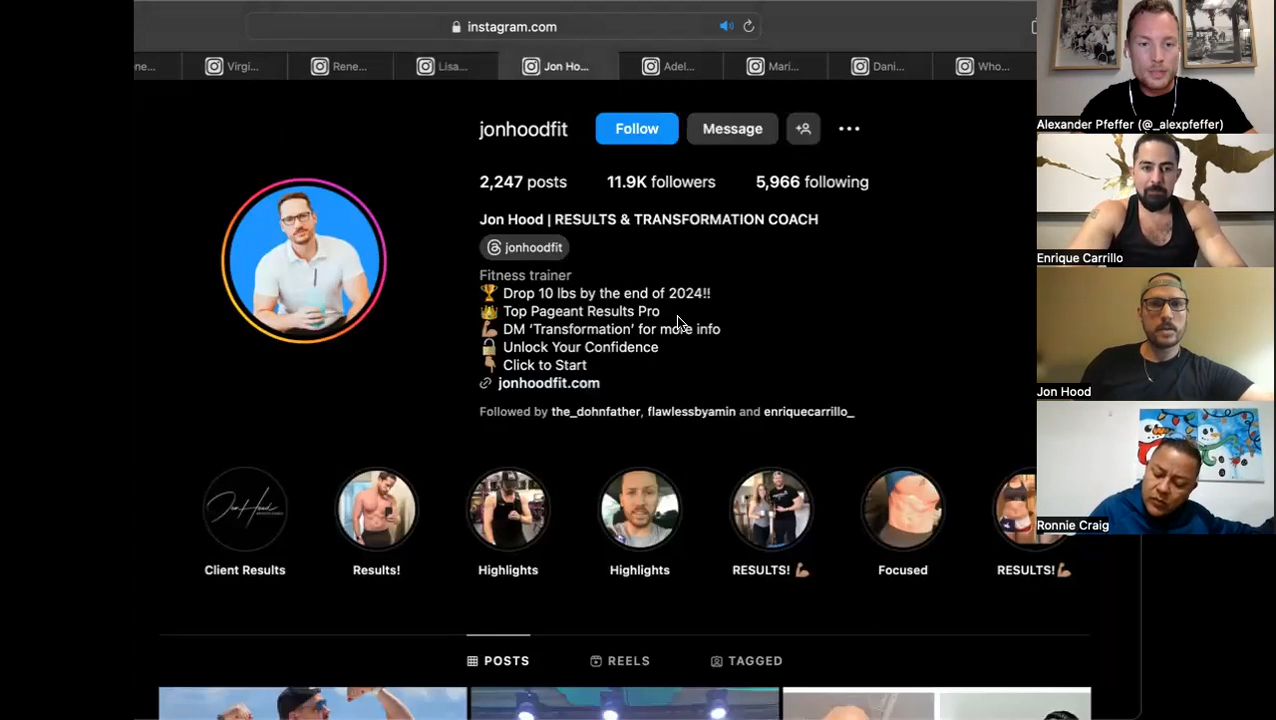 instagram.com
ne...
Virgi...
Rene...
Lisa...
Jon Ho...
Adel...
Mari...
Dani...
Who...
jonhoodfit
Follow
Message
2,247 posts
11.9K followers
5,966 following
Jon Hood | RESULTS & TRANSFORMATION COACH
jonhoodfit
Fitness trainer
🏆 Drop 10 lbs by the end of 2024!!
👑 Top Pageant Results Pro
💪🏽 DM ‘Transformation’ for more info
🔓 Unlock Your Confidence
👇🏽 Click to Start
jonhoodfit.com
Followed by the_dohnfather, flawlessbyamin and enriquecarrillo_
Jon Hood
Client Results
Results!
Highlights
Highlights
RESULTS! 💪🏽
Focused
RESULTS!💪🏽
POSTS
REELS
TAGGED
Alexander Pfeffer (@_alexpfeffer)
Enrique Carrillo
Jon Hood
Ronnie Craig